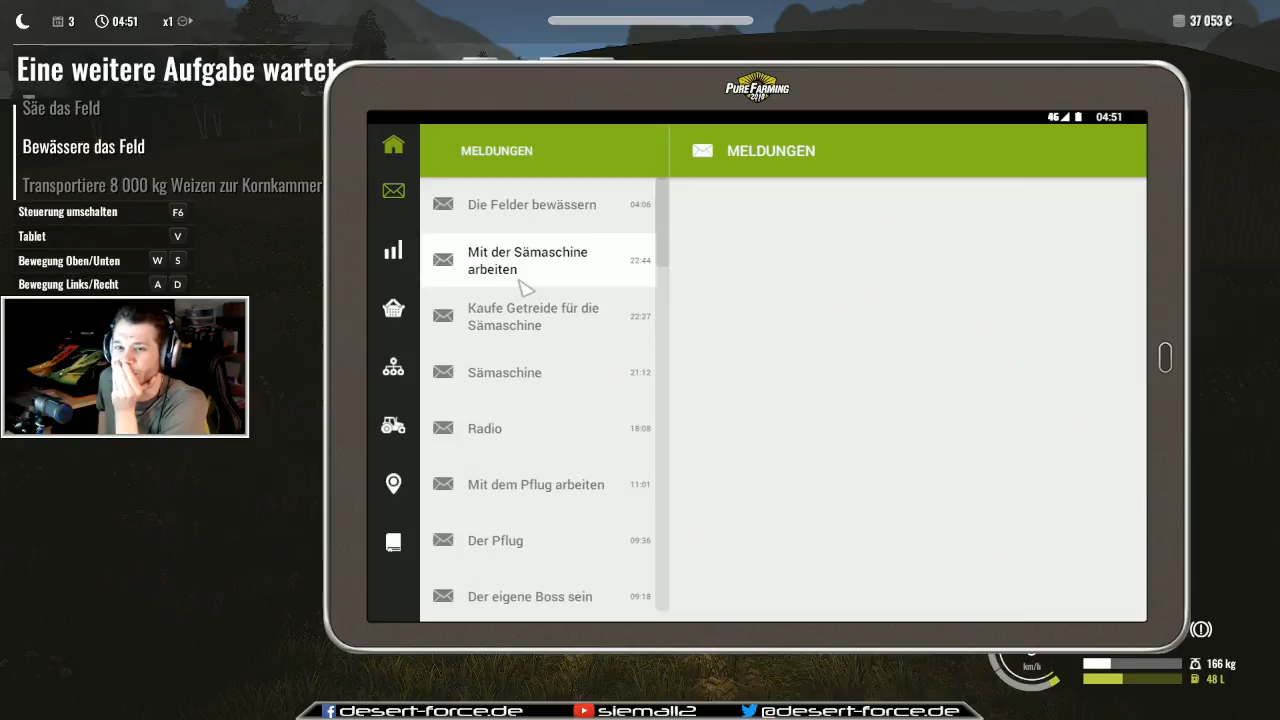 3 04:51 x1
37 053 €
Eine weitere Aufgabe wartet
Säe das Feld
Bewässere das Feld
Transportiere 8 000 kg Weizen zur Kornkammer
Steuerung umschalten F6
Tablet V
Bewegung Oben/Unten W S
Bewegung Links/Recht A D
PURE FARMING
2018
4G 04:51
MELDUNGEN
MELDUNGEN
Die Felder bewässern 04:06
Mit der Sämaschine
arbeiten 22:44
Kaufe Getreide für die
Sämaschine 22:27
Sämaschine 21:12
Radio 18:08
Mit dem Pflug arbeiten 11:01
Der Pflug 09:36
Der eigene Boss sein 09:18
km/h
166 kg
48 L
desert-force.de siemall2 @desert-force.de